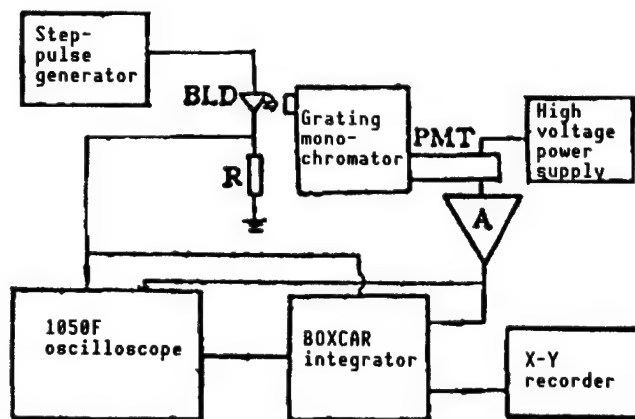 Step-
pulse
generator
BLD
Grating
mono-
chromator
PMT
High
voltage
power
supply
R
A
1050F
oscilloscope
BOXCAR
integrator
X-Y
recorder